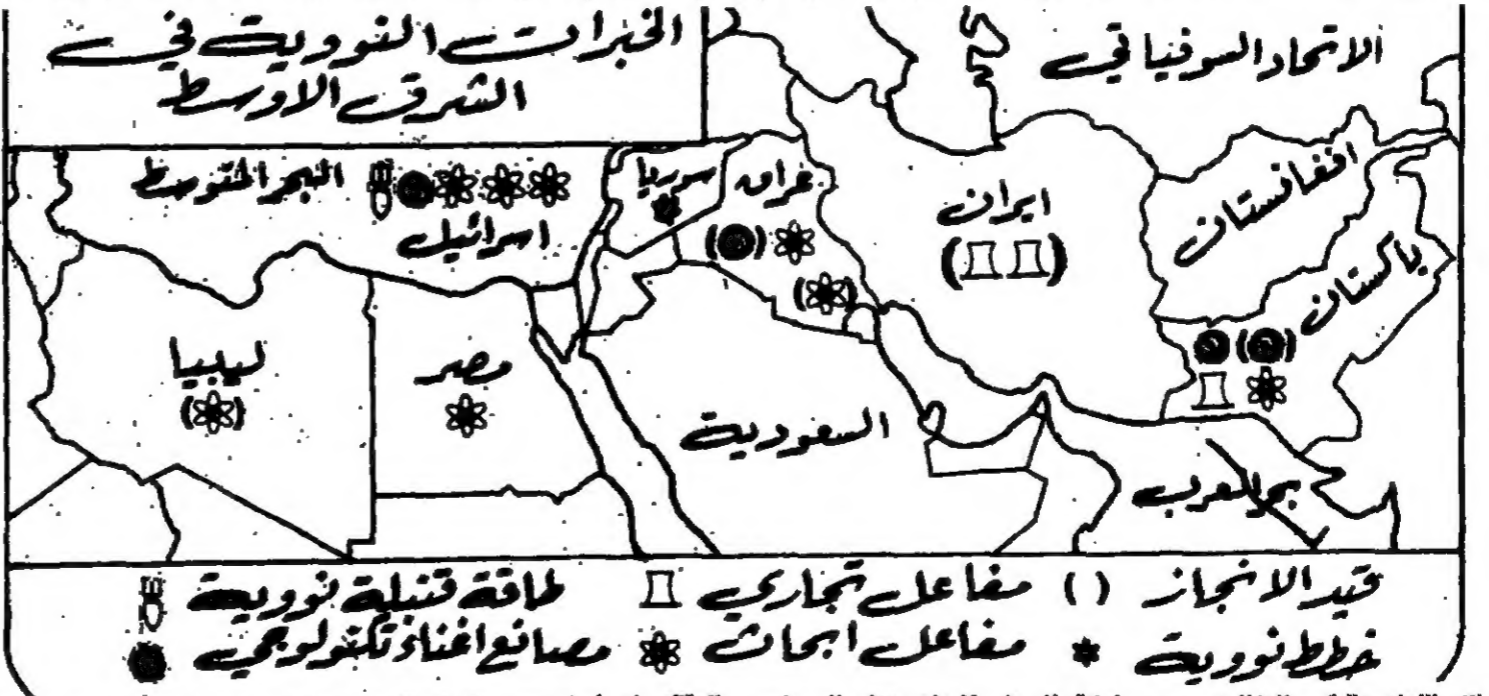 الخبرات النووية في
الشرق الاوسط
الاتحاد السوفياتي
افغانستان
باكستان
ايران
عراق
سوريا
البحر المتوسط
اسرائيل
ليبيا
مصر
السعودية
بحر العرب
قيد الانجاز ( ) مفاعل تجاري طاقة قنبلة نووية
خطط نووية * مفاعل ابحاث مصانع اغناء تكنولوجي